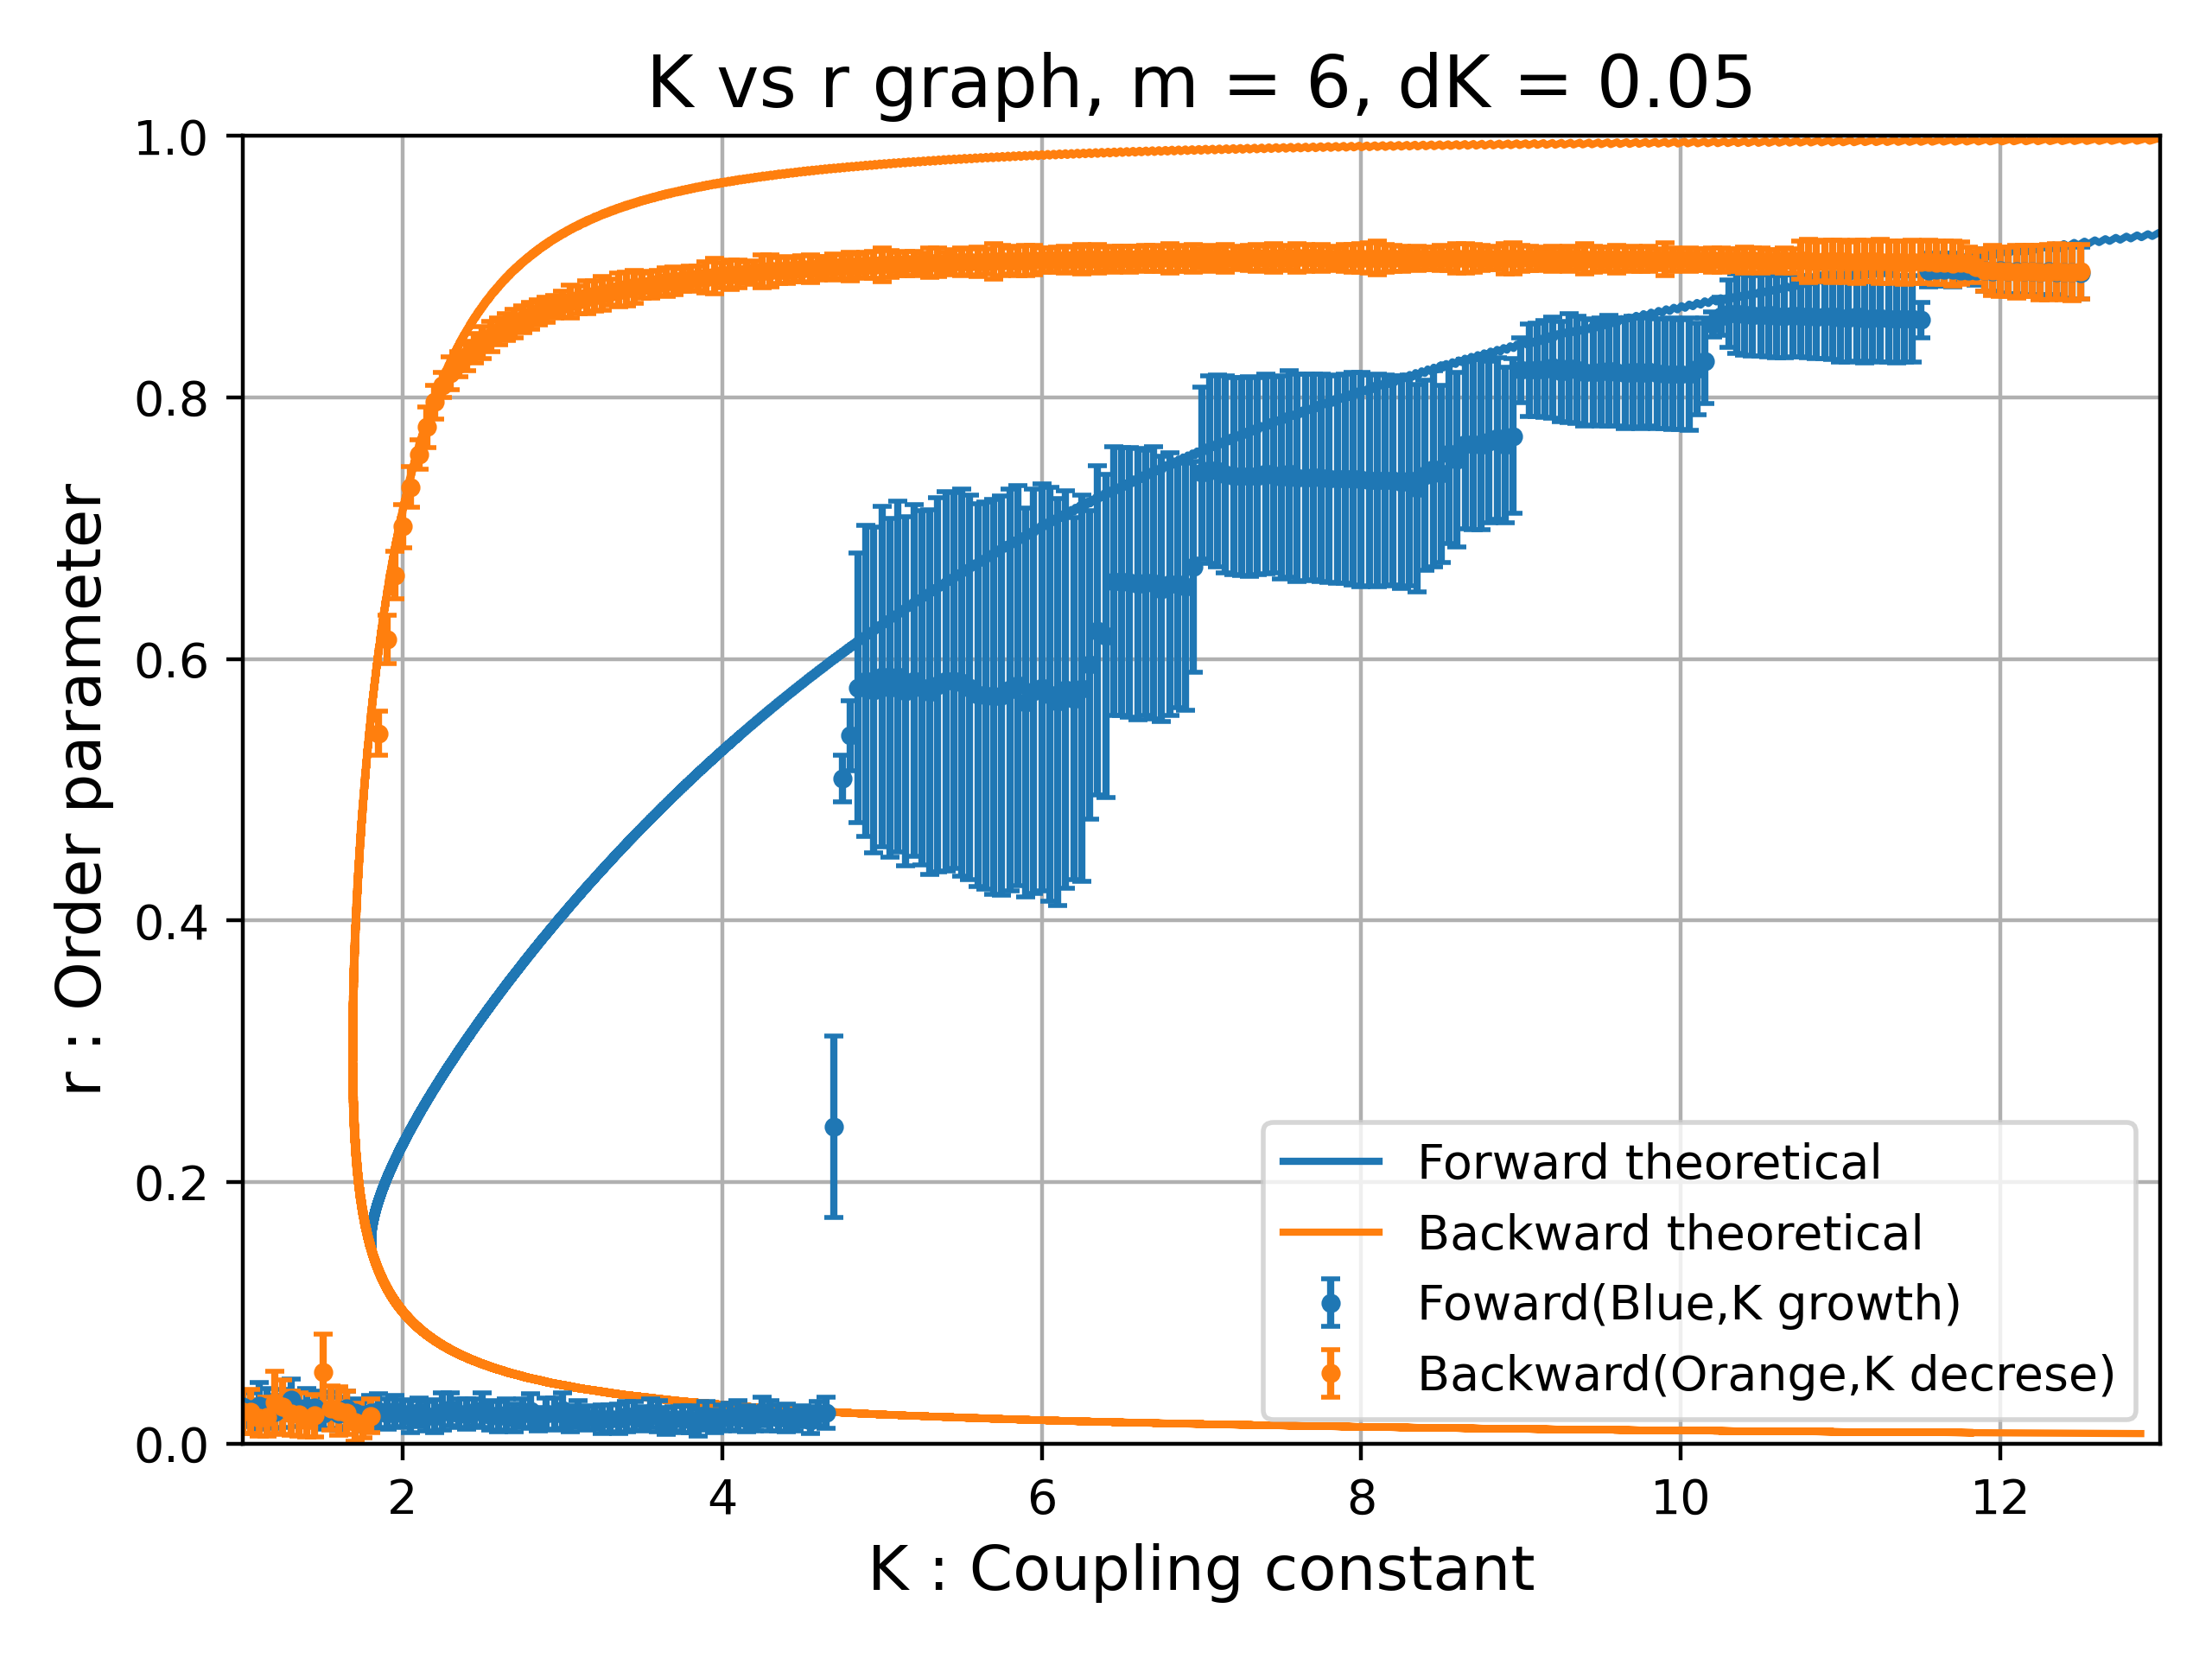 K vs r graph, m = 6, dK = 0.05
r : Order parameter
1.0
0.8
0.6
0.4
0.2
0.0
Forward theoretical
Backward theoretical
Foward(Blue,K growth)
Backward(Orange,K decrese)
2 4 6 8 10 12
K : Coupling constant